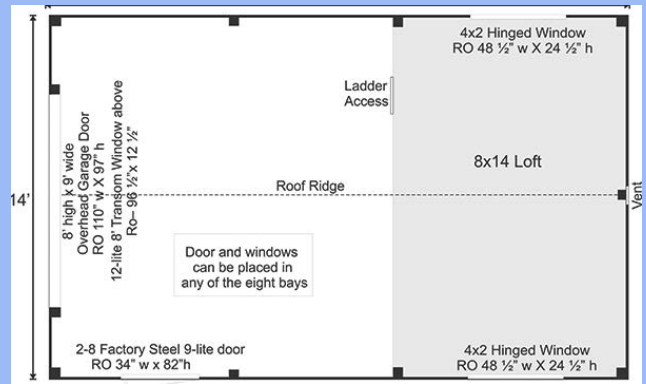 4x2 Hinged Window
RO 48 ½” w X 24 ½” h
Ladder
Access
8x14 Loft
14'
8' high x 9' wide
Overhead Garage Door
RO 110” w X 97” h
12-lite 8' Transom Window above
Ro– 96 ½”x 12 ½”
Roof Ridge
Vent
Door and windows
can be placed in
any of the eight bays
2-8 Factory Steel 9-lite door
RO 34” w x 82”h
4x2 Hinged Window
RO 48 ½” w X 24 ½” h